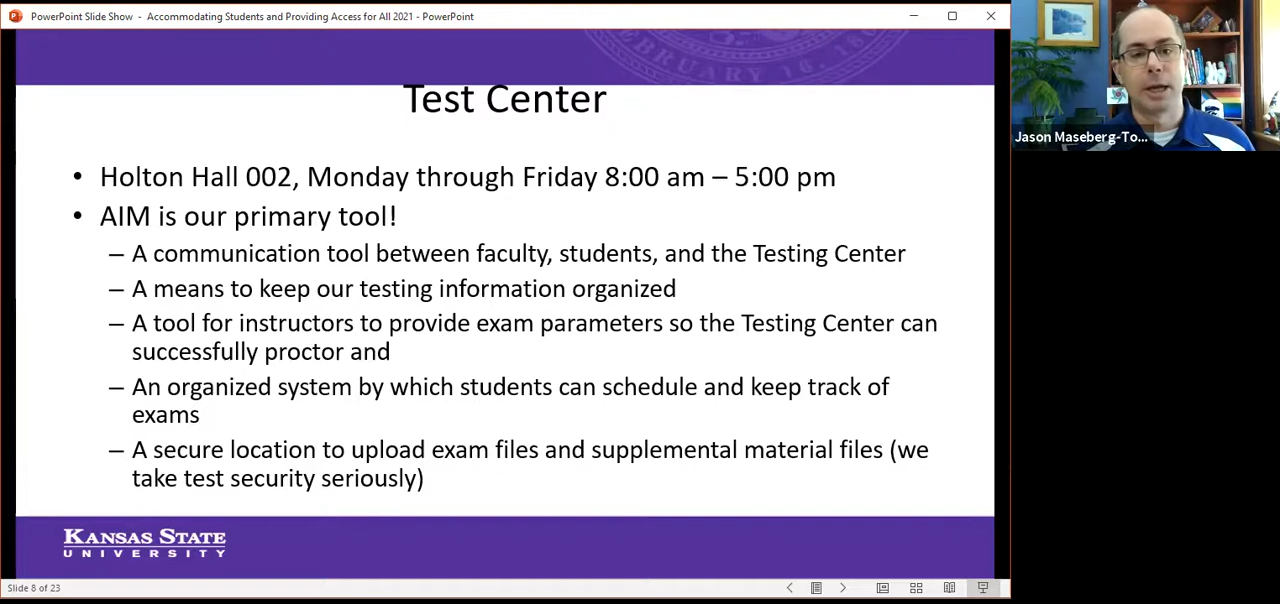 PowerPoint Slide Show - Accommodating Students and Providing Access for All 2021 - PowerPoint
FEBRUARY 16, 
Test Center
Jason Maseberg-To...
• Holton Hall 002, Monday through Friday 8:00 am – 5:00 pm
• AIM is our primary tool!
– A communication tool between faculty, students, and the Testing Center
– A means to keep our testing information organized
– A tool for instructors to provide exam parameters so the Testing Center can
successfully proctor and
– An organized system by which students can schedule and keep track of
exams
– A secure location to upload exam files and supplemental material files (we
take test security seriously)
KANSAS STATE
UNIVERSITY
Slide 8 of 23